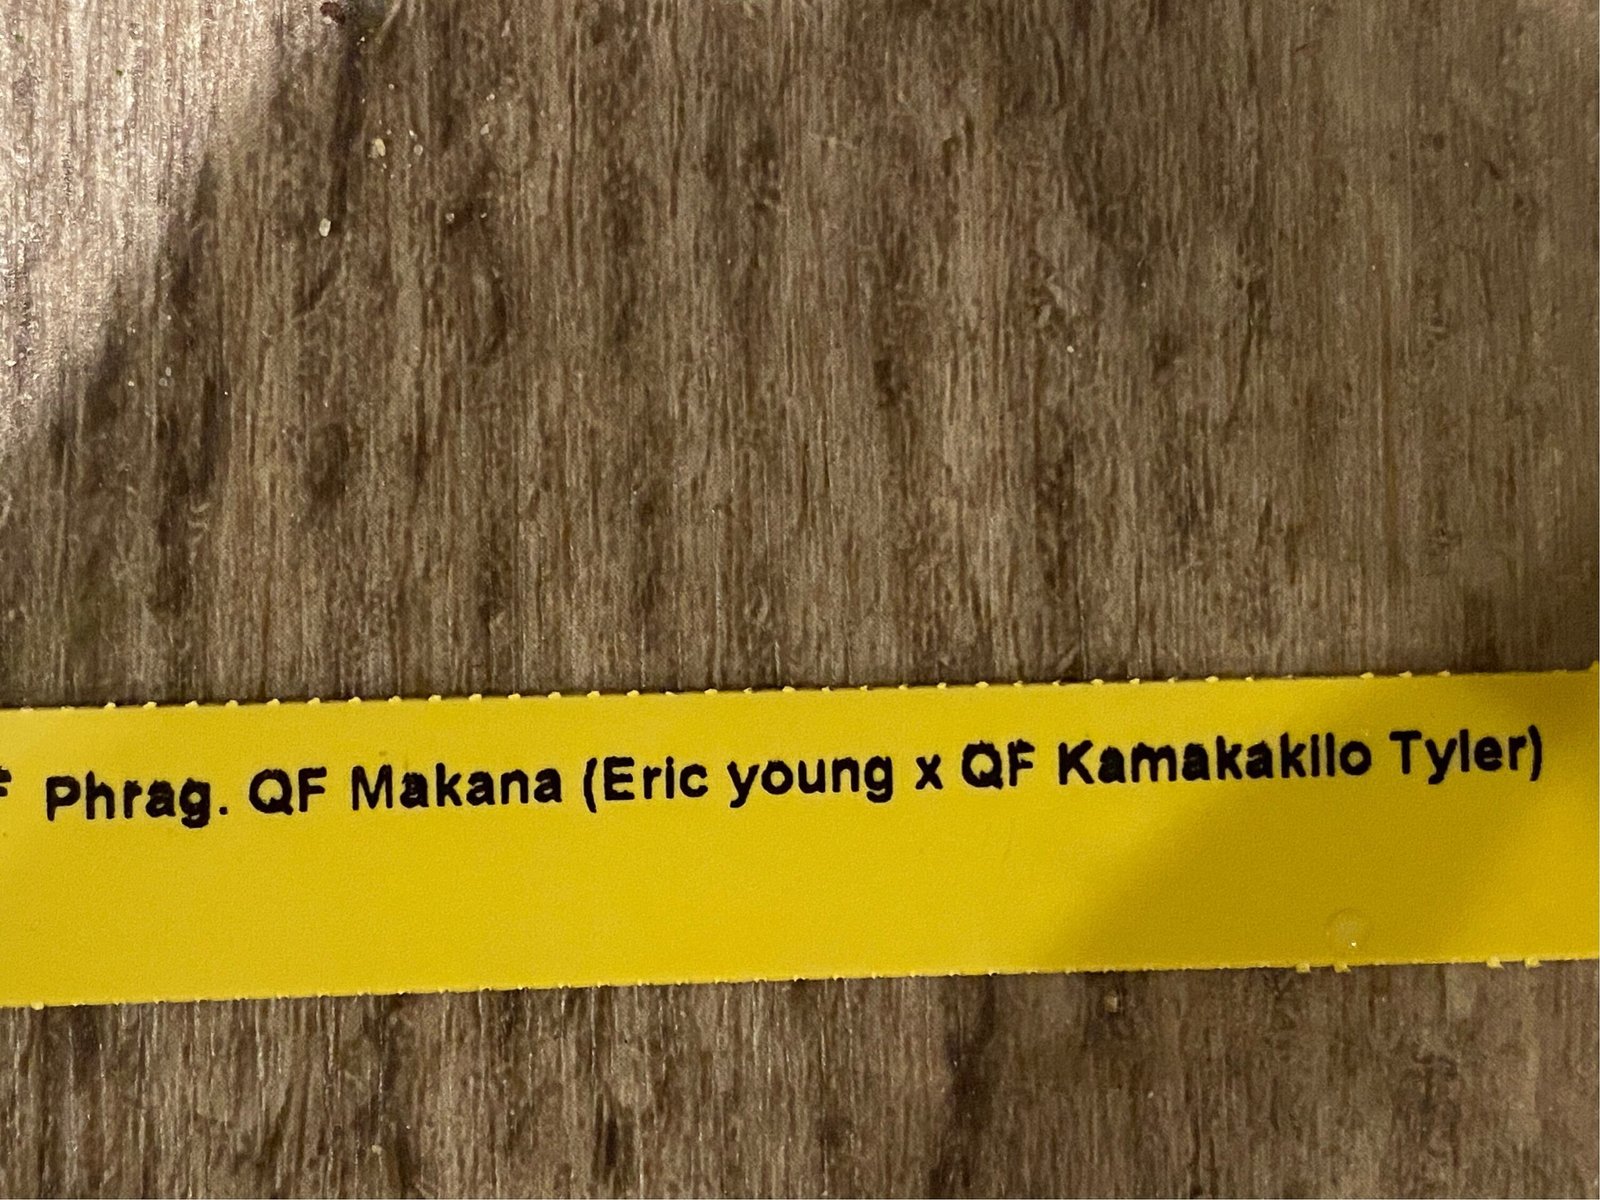 Phrag. QF Makana (Eric young x QF Kamakakilo Tyler)